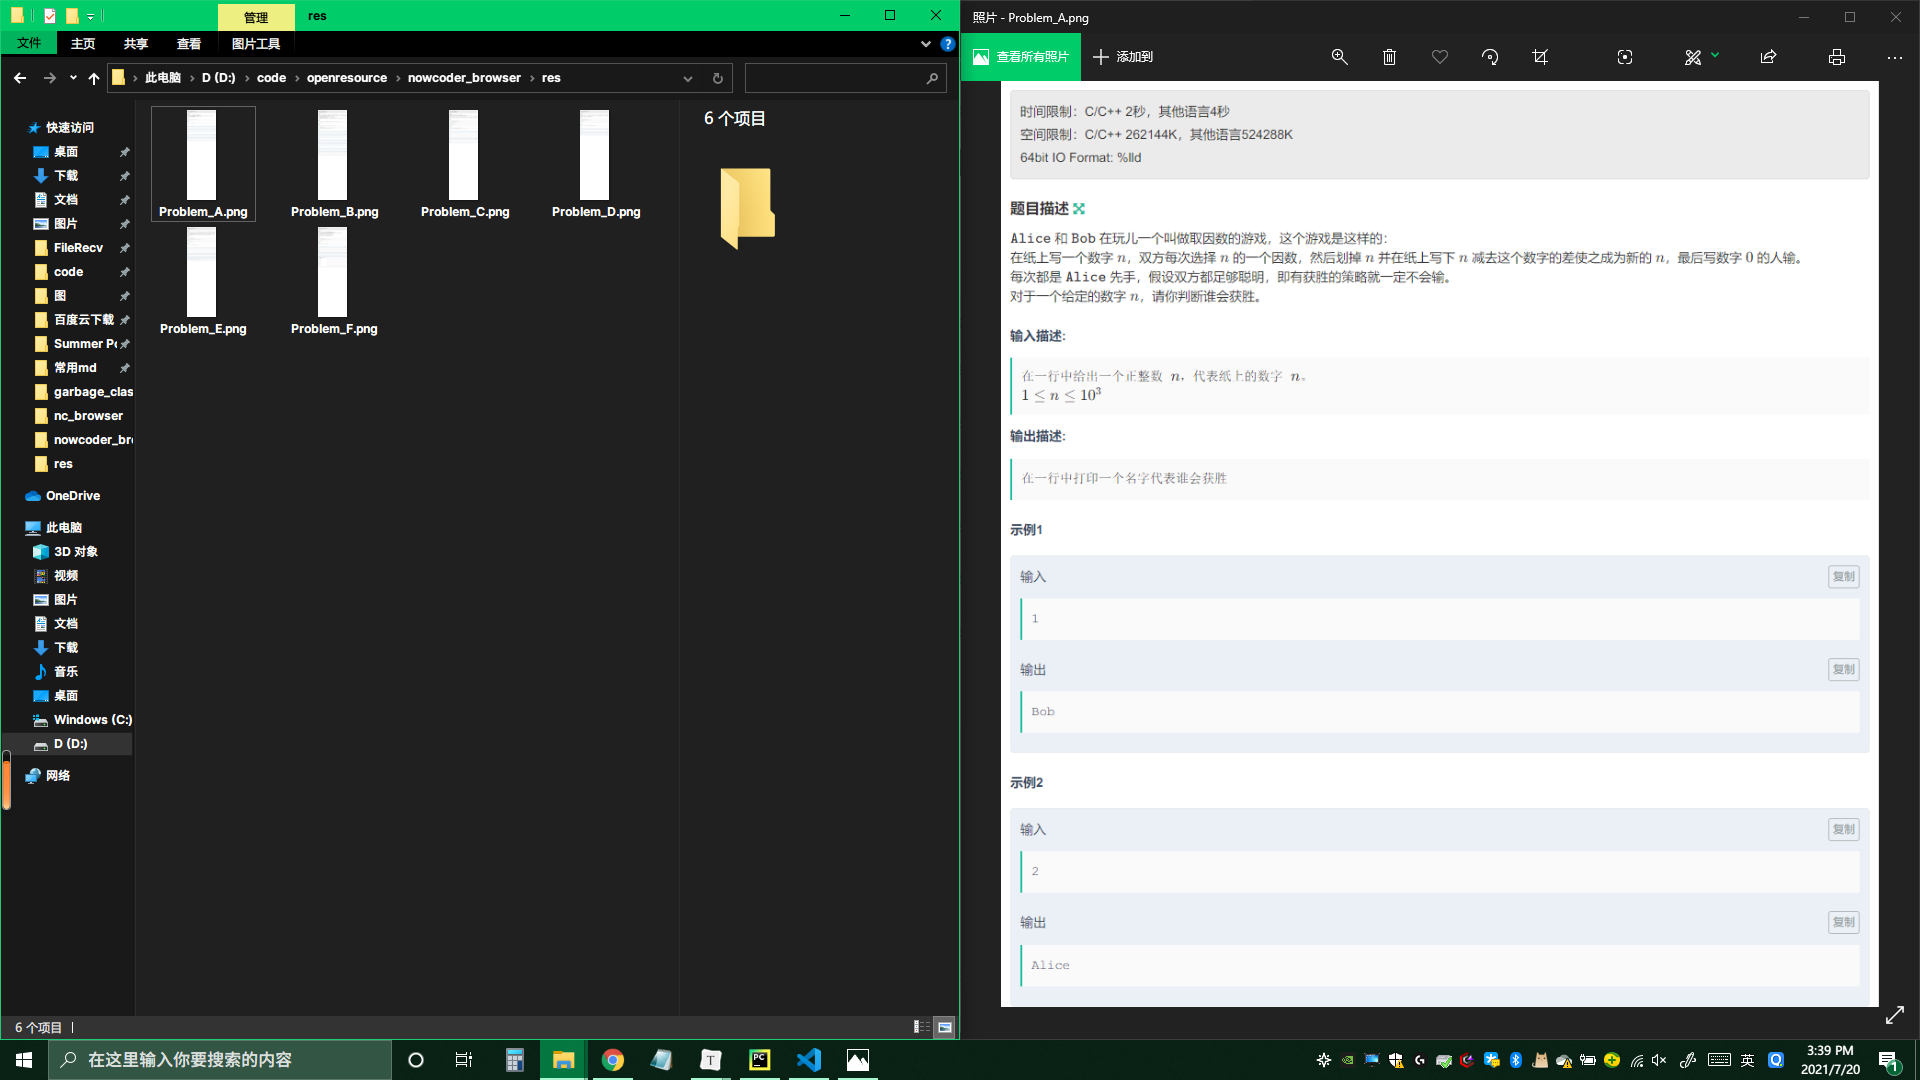 管理
res
文件
主页
共享
查看
图片工具
此电脑
D (D:)
code
openresource
nowcoder_browser
res
快速访问
桌面
下载
文档
图片
FileRecv
code
图
百度云下载
常用md
garbage_clas
nc_browser
nowcoder_bro
res
OneDrive
此电脑
3D 对象
视频
图片
文档
下载
音乐
桌面
Windows (C:)
D (D:)
网络
Problem_A.png
Problem_B.png
Problem_C.png
Problem_D.png
Problem_E.png
Problem_F.png
6 个项目
6 个项目
照片 - Problem_A.png
查看所有照片
添加到
时间限制：C/C++ 2秒，其他语言4秒
空间限制：C/C++ 262144K，其他语言524288K
64bit IO Format: %lld
题目描述
Alice 和 Bob 在玩儿一个叫做取因数的游戏，这个游戏是这样的：
在纸上写一个数字 n，双方每次选择 n 的一个因数，然后划掉 n 并在纸上写下 n 减去这个数字的差使之成为新的 n，最后写数字 0 的人输。
每次都是 Alice 先手，假设双方都足够聪明，即有获胜的策略就一定不会输。
对于一个给定的数字 n，请你判断谁会获胜。
输入描述:
在一行中给出一个正整数 n，代表纸上的数字 n。
1 ≤ n ≤ 10³
输出描述:
在一行中打印一个名字代表谁会获胜
示例1
输入
复制
1
输出
复制
Bob
示例2
输入
复制
2
输出
复制
Alice
在这里输入你要搜索的内容
英
3:39 PM
2021/7/20
1